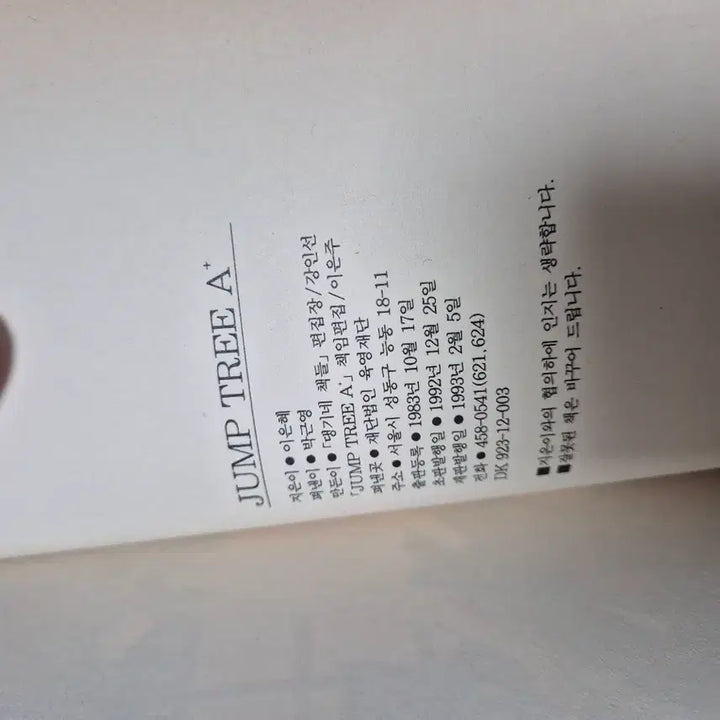 JUMP TREE A⁺
지은이 ● 이은혜
펴낸이 ● 박근영
만든이 ● 「댕기네 책들」 편집장/강인선
「JUMP TREE A⁺」 책임편집/이은주
펴낸곳 ● 재단법인 육영재단
주소 ● 서울시 성동구 능동 18-11
출판등록 ● 1983년 10월 17일
초판발행일 ● 1992년 12월 25일
재판발행일 ● 1993년 2월 5일
전화 ● 458-0541(621.624)
DK 923-12-003
■지은이와의 협의하에 인지는 생략합니다.
■잘못된 책은 바꾸어 드립니다.